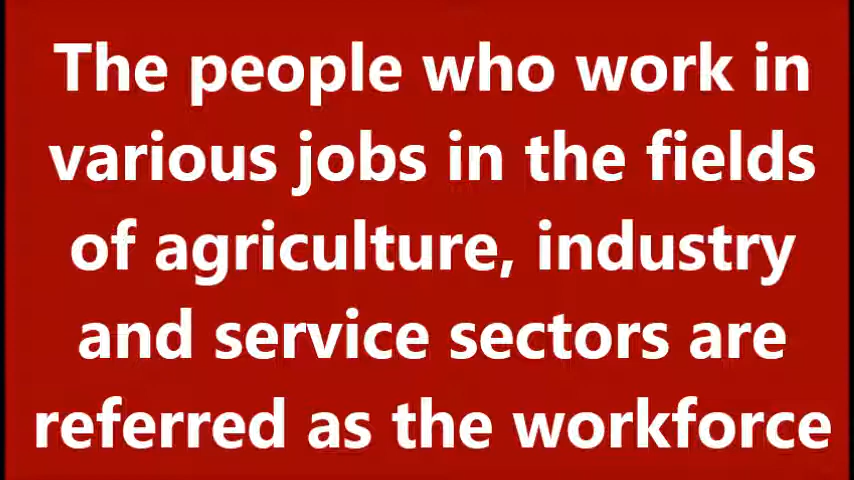 The people who work in
various jobs in the fields
of agriculture, industry
and service sectors are
referred as the workforce